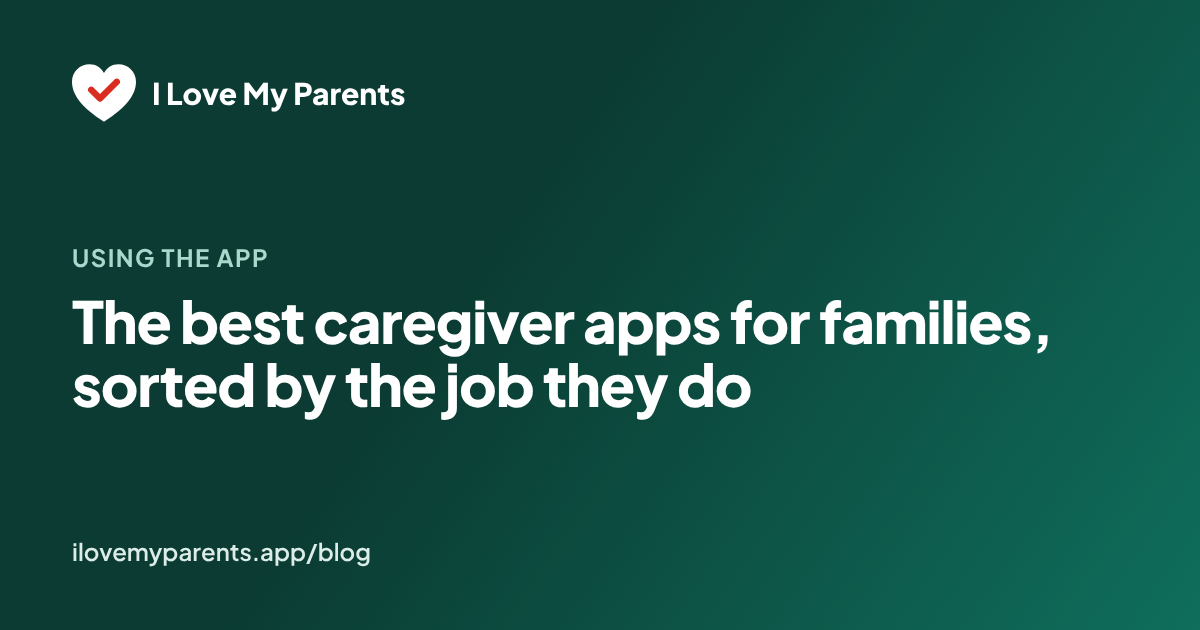 I Love My Parents
USING THE APP
The best caregiver apps for families,
sorted by the job they do
ilovemyparents.app/blog